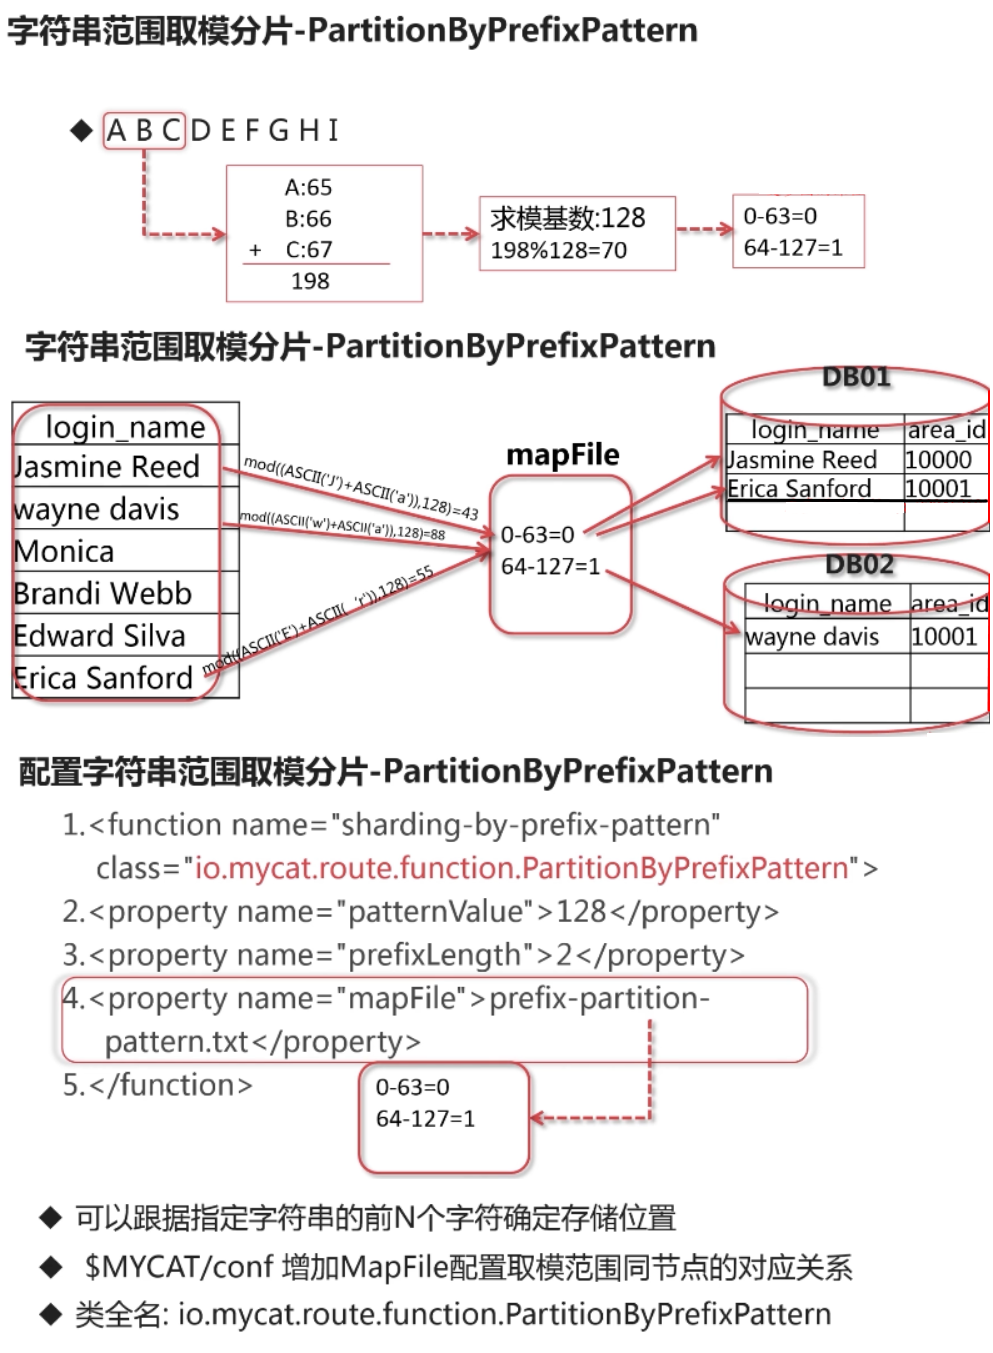 字符串范围取模分片-PartitionByPrefixPattern
◆ A B C D E F G H I
A:65
B:66
+ C:67
198
求模基数:128
198%128=70
0-63=0
64-127=1
字符串范围取模分片-PartitionByPrefixPattern
login_name
Jasmine Reed
wayne davis
Monica
Brandi Webb
Edward Silva
Erica Sanford
mod((ASCII('J')+ASCII('a')),128)=43
mod((ASCII('w')+ASCII('a')),128)=88
mod((ASCII('E')+ASCII( 'r')),128)=55
mapFile
0-63=0
64-127=1
DB01
login_name area_id
Jasmine Reed 10000
Erica Sanford 10001
DB02
login_name area_id
wayne davis 10001
配置字符串范围取模分片-PartitionByPrefixPattern
1.<function name="sharding-by-prefix-pattern"
class="io.mycat.route.function.PartitionByPrefixPattern">
2.<property name="patternValue">128</property>
3.<property name="prefixLength">2</property>
4.<property name="mapFile">prefix-partition-
pattern.txt</property>
5.</function>
0-63=0
64-127=1
◆ 可以跟据指定字符串的前N个字符确定存储位置
◆ $MYCAT/conf 增加MapFile配置取模范围同节点的对应关系
◆ 类全名: io.mycat.route.function.PartitionByPrefixPattern